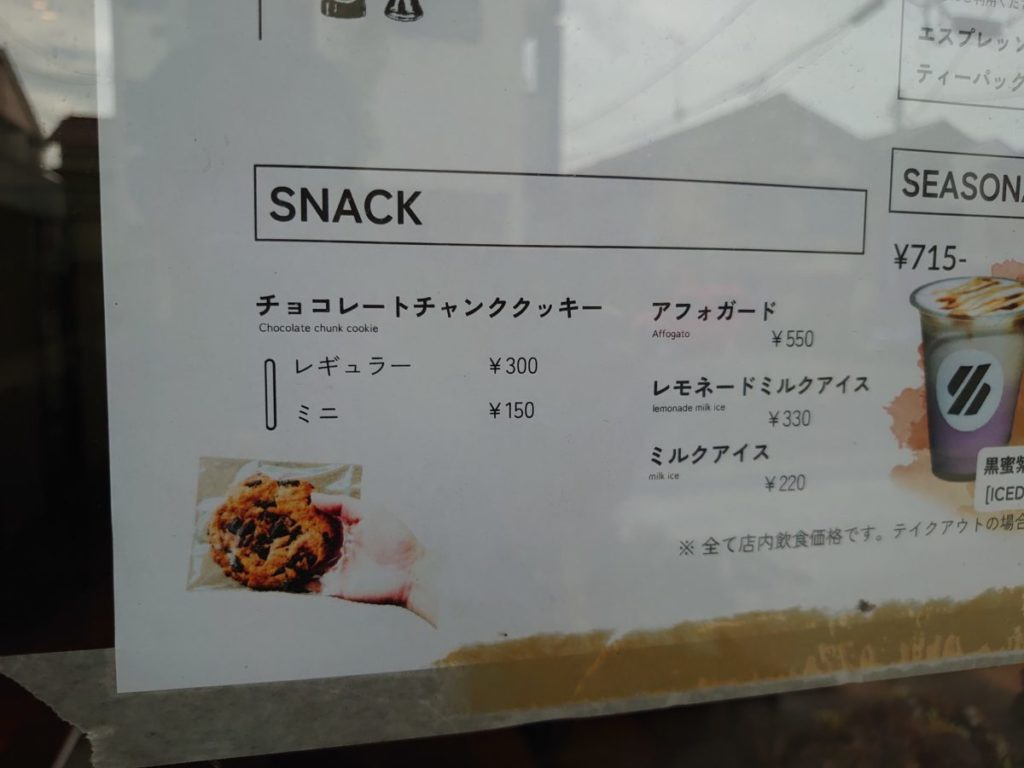 エスプレッソ
ティーバッグ
SNACK
チョコレートチャンククッキー
Chocolate chunk cookie
レギュラー ¥300
ミニ ¥150
アフォガード
Affogato
¥550
レモネードミルクアイス
lemonade milk ice
¥330
ミルクアイス
milk ice
¥220
※ 全て店内飲食価格です。テイクアウトの場合
SEASON
¥715-
黒蜜紫
[ICED